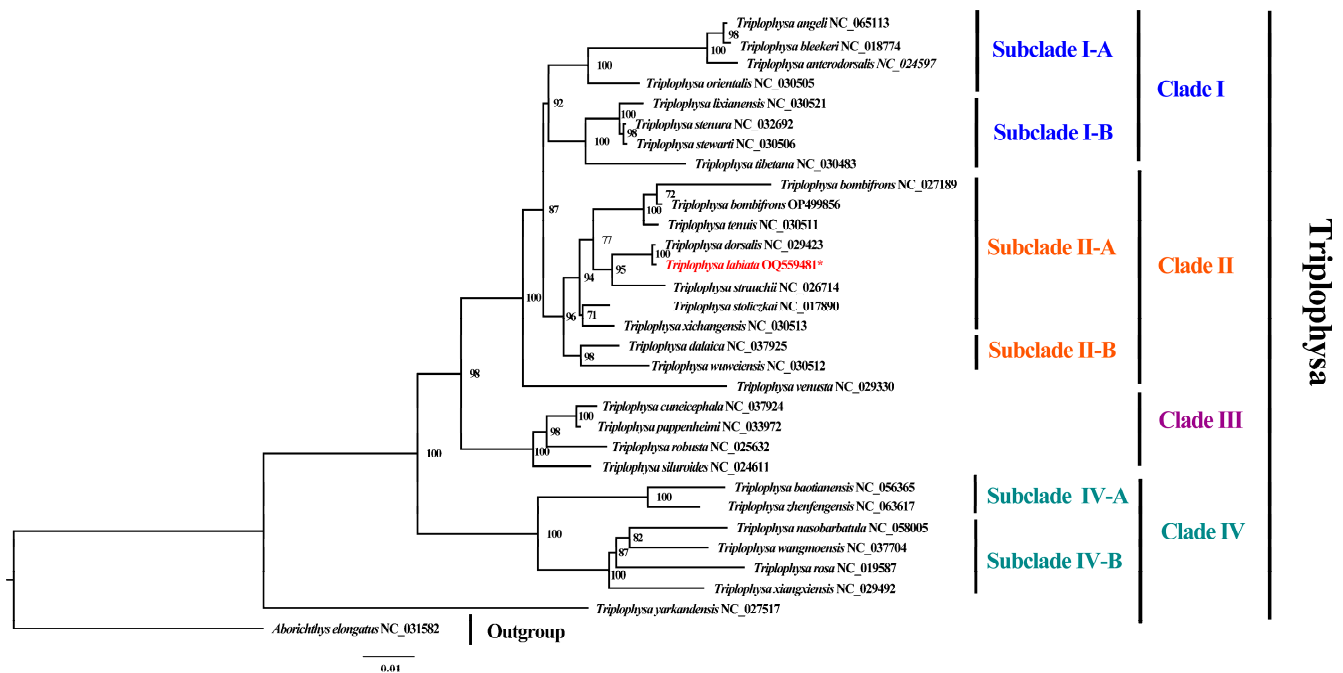 Triplophysa angeli NC_065113
98
Triplophysa bleekeri NC_018774
100
Triplophysa anterodorsalis NC_024597
100
Triplophysa orientalis NC_030505
Subclade I-A
92
Triplophysa lixianensis NC_030521
100
Triplophysa stenura NC_032692
98
Triplophysa stewarti NC_030506
100
Triplophysa tibetana NC_030483
Subclade I-B
Clade I
87
Triplophysa bombifrons NC_027189
72
Triplophysa bombifrons OP499856
100
Triplophysa tenuis NC_030511
77
Triplophysa dorsalis NC_029423
100
Triplophysa labiata OQ559481*
95
Triplophysa strauchii NC_026714
94
Triplophysa stoliczkai NC_017890
71
Triplophysa xichangensis NC_030513
Subclade II-A
96
Triplophysa dalaica NC_037925
98
Triplophysa wuweiensis NC_030512
Subclade II-B
100
Triplophysa venusta NC_029330
Clade II
98
Triplophysa cuneicephala NC_037924
100
Triplophysa pappenheimi NC_033972
98
Triplophysa robusta NC_025632
100
Triplophysa siluroides NC_024611
Clade III
100
Triplophysa baotianensis NC_056365
100
Triplophysa zhenfengensis NC_063617
Subclade IV-A
100
Triplophysa nasobarbatula NC_058005
82
Triplophysa wangmoensis NC_037704
87
Triplophysa rosa NC_019587
100
Triplophysa xiangxiensis NC_029492
Subclade IV-B
Clade IV
Triplophysa yarkandensis NC_027517
Triplophysa
Aborichthys elongatus NC_031582
Outgroup
0.01